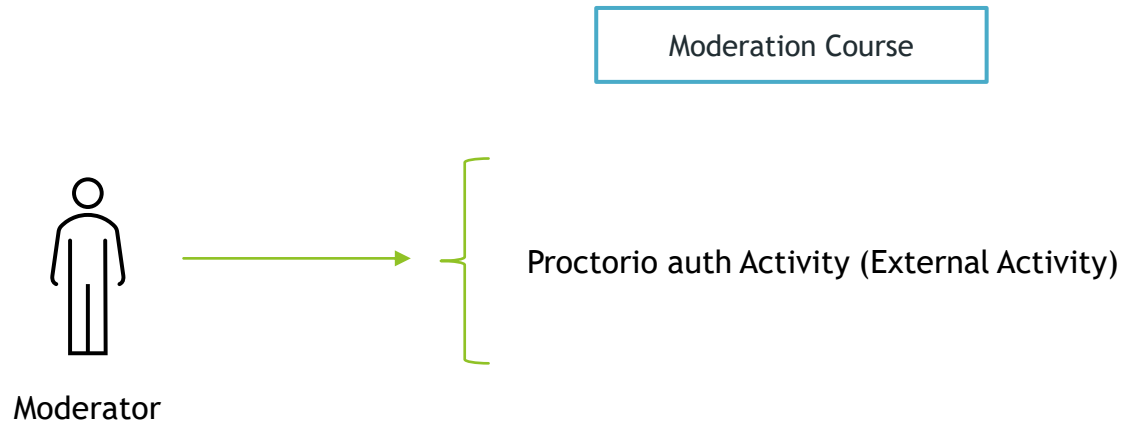 Moderation Course
Proctorio auth Activity (External Activity)
Moderator